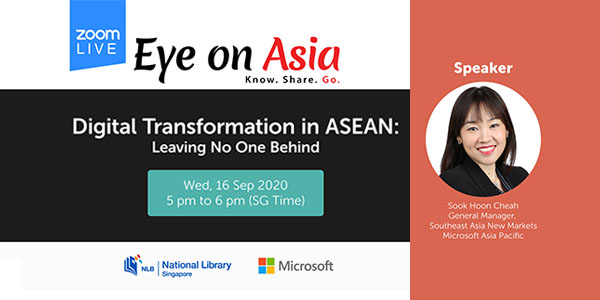 zoom
LIVE
Eye on Asia
Know. Share. Go.
Digital Transformation in ASEAN:
Leaving No One Behind
Wed, 16 Sep 2020
5 pm to 6 pm (SG Time)
NLB National Library
Singapore
Microsoft
Speaker
Sook Hoon Cheah
General Manager,
Southeast Asia New Markets
Microsoft Asia Pacific